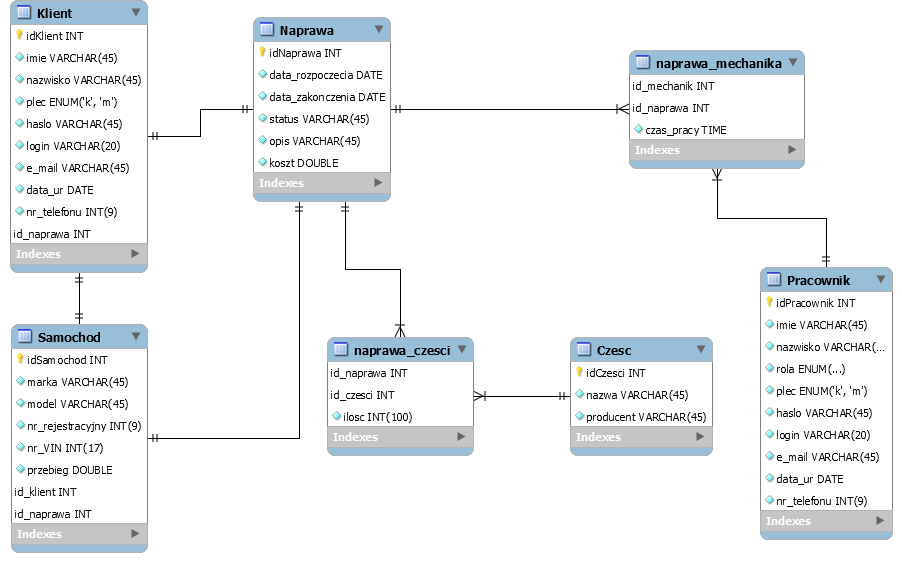 Klient
idKlient INT
imie VARCHAR(45)
nazwisko VARCHAR(45)
plec ENUM('k', 'm')
haslo VARCHAR(45)
login VARCHAR(20)
e_mail VARCHAR(45)
data_ur DATE
nr_telefonu INT(9)
id_naprawa INT
Indexes
Naprawa
idNaprawa INT
data_rozpoczecia DATE
data_zakonczenia DATE
status VARCHAR(45)
opis VARCHAR(45)
koszt DOUBLE
Indexes
naprawa_mechanika
id_mechanik INT
id_naprawa INT
czas_pracy TIME
Indexes
Samochod
idSamochod INT
marka VARCHAR(45)
model VARCHAR(45)
nr_rejestracyjny INT(9)
nr_VIN INT(17)
przebieg DOUBLE
id_klient INT
id_naprawa INT
Indexes
naprawa_czesci
id_naprawa INT
id_czesci INT
ilosc INT(100)
Indexes
Czesc
idCzesci INT
nazwa VARCHAR(45)
producent VARCHAR(45)
Indexes
Pracownik
idPracownik INT
imie VARCHAR(45)
nazwisko VARCHAR(...
rola ENUM(...)
plec ENUM('k', 'm')
haslo VARCHAR(45)
login VARCHAR(20)
e_mail VARCHAR(45)
data_ur DATE
nr_telefonu INT(9)
Indexes